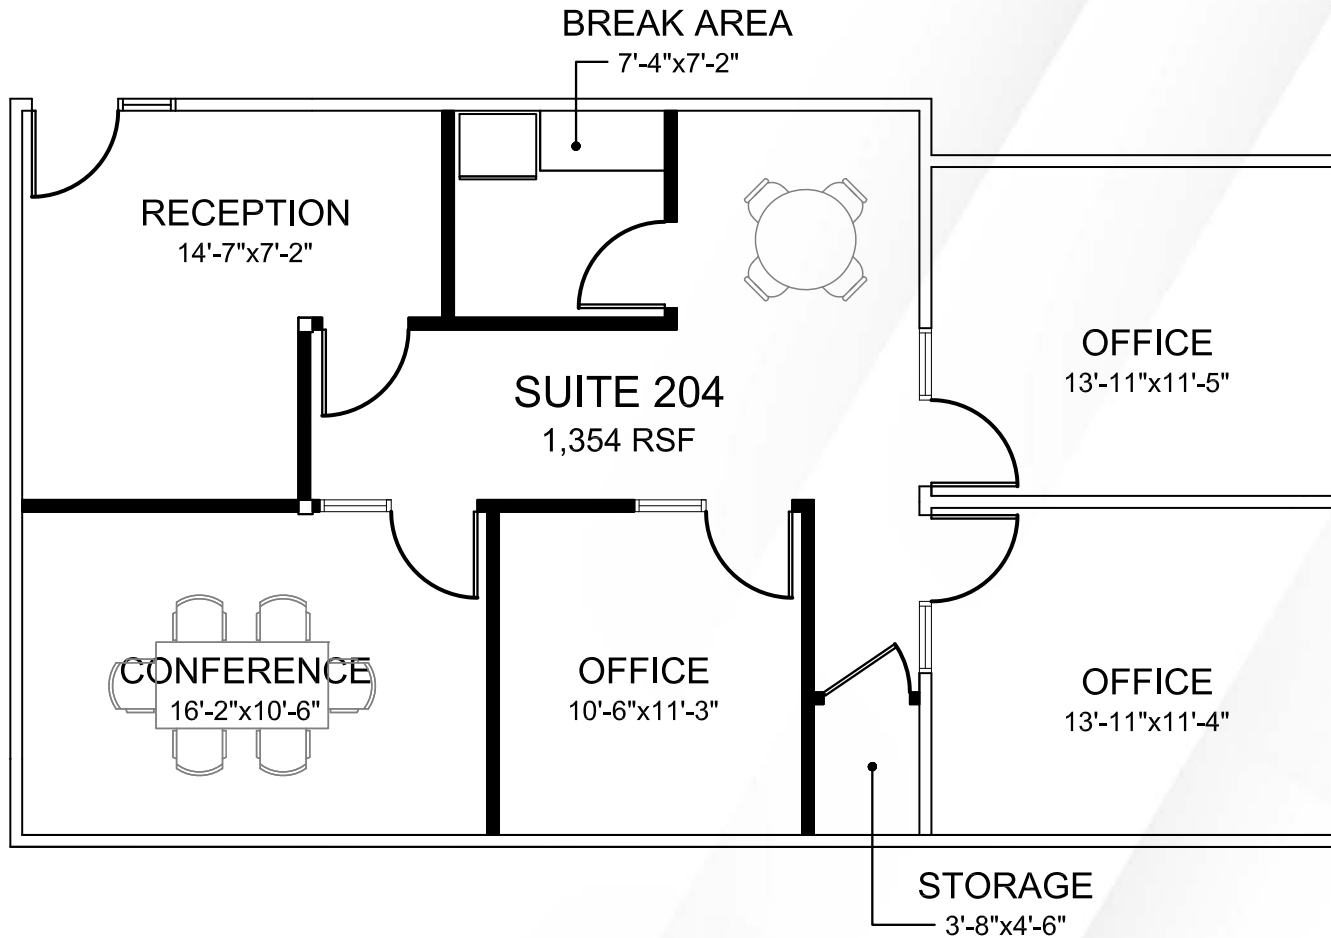 BREAK AREA
7'-4"x7'-2"
RECEPTION
14'-7"x7'-2"
OFFICE
13'-11"x11'-5"
SUITE 204
1,354 RSF
CONFERENCE
16'-2"x10'-6"
OFFICE
10'-6"x11'-3"
OFFICE
13'-11"x11'-4"
STORAGE
3'-8"x4'-6"